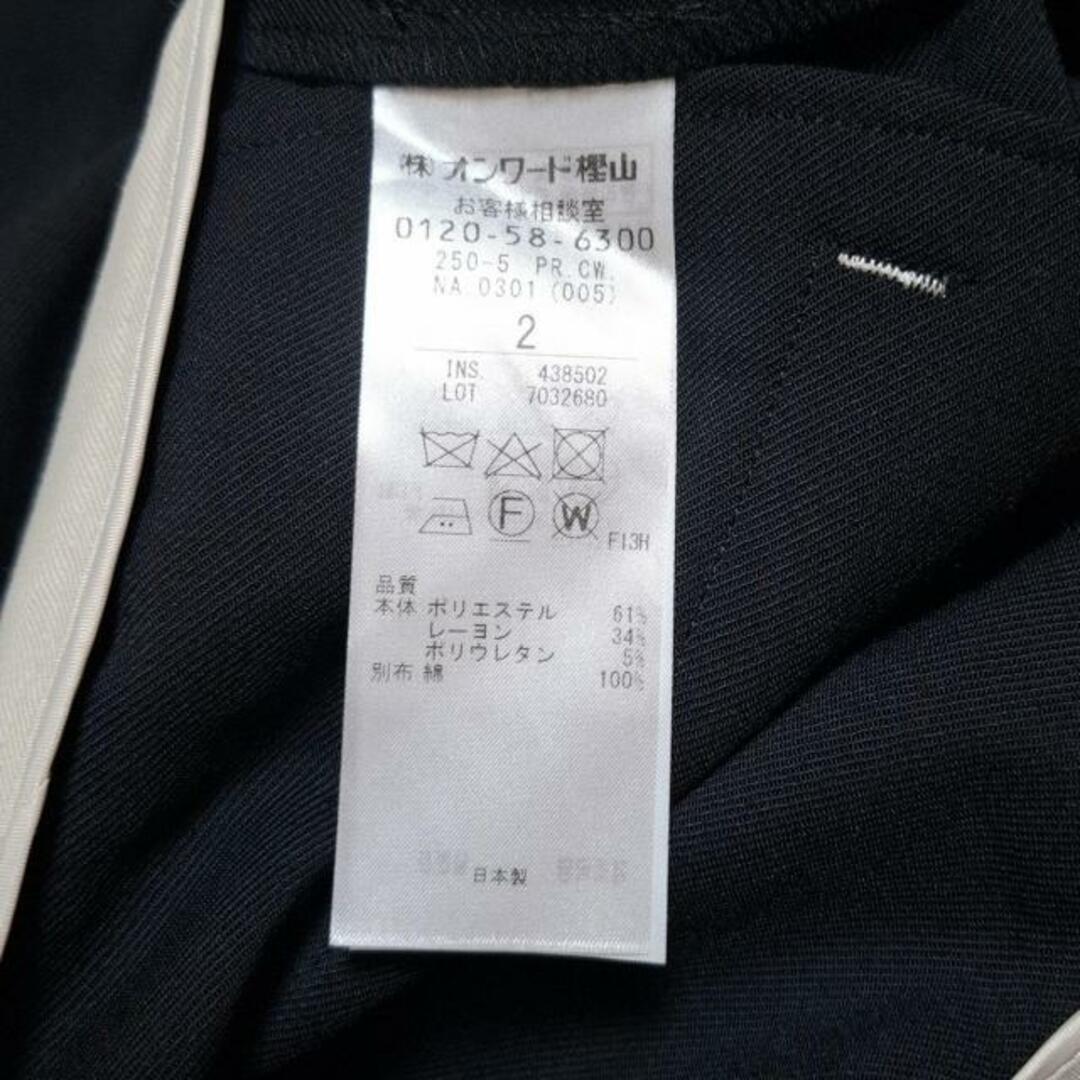 ㈱オンワード樫山
お客様相談室
0120-58-6300
250-5 PR.CW.
NA.0301 (005)
2
INS. 438502
LOT 7032680
F W
F13H
品質
本体 ポリエステル 61%
レーヨン 34%
ポリウレタン 5%
別布 綿 100%
日本製